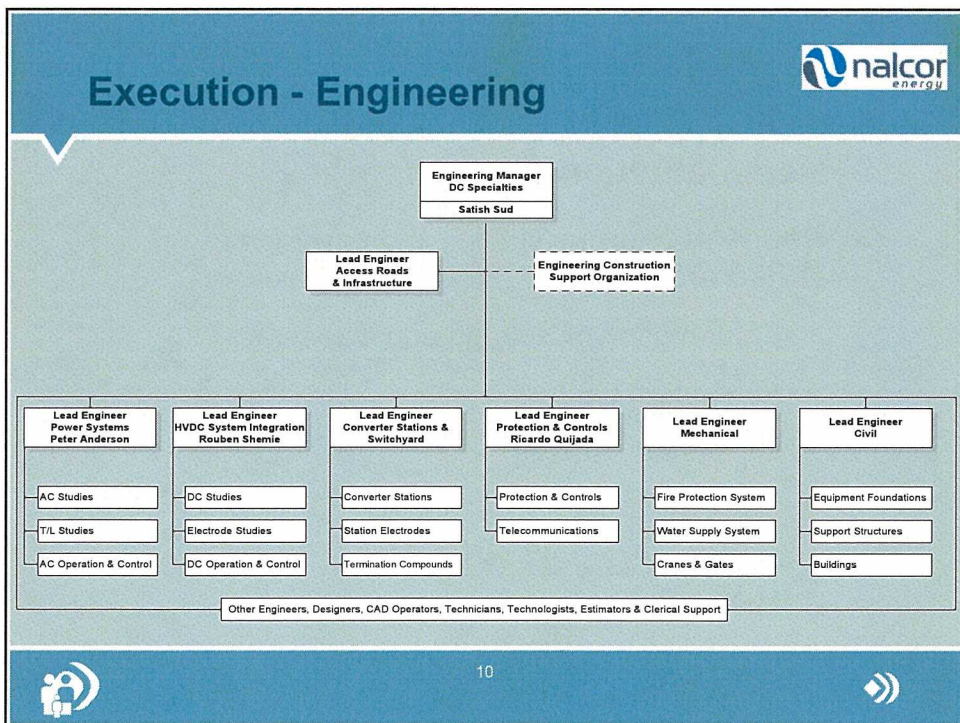 Execution - Engineering
nalcor
energy
Engineering Manager
DC Specialties
Satish Sud
Lead Engineer
Access Roads
& Infrastructure
Engineering Construction
Support Organization
Lead Engineer
Power Systems
Peter Anderson
AC Studies
T/L Studies
AC Operation & Control
Lead Engineer
HVDC System Integration
Rouben Shemie
DC Studies
Electrode Studies
DC Operation & Control
Lead Engineer
Converter Stations &
Switchyard
Converter Stations
Station Electrodes
Termination Compounds
Lead Engineer
Protection & Controls
Ricardo Quijada
Protection & Controls
Telecommunications
Lead Engineer
Mechanical
Fire Protection System
Water Supply System
Cranes & Gates
Lead Engineer
Civil
Equipment Foundations
Support Structures
Buildings
Other Engineers, Designers, CAD Operators, Technicians, Technologists, Estimators & Clerical Support
10